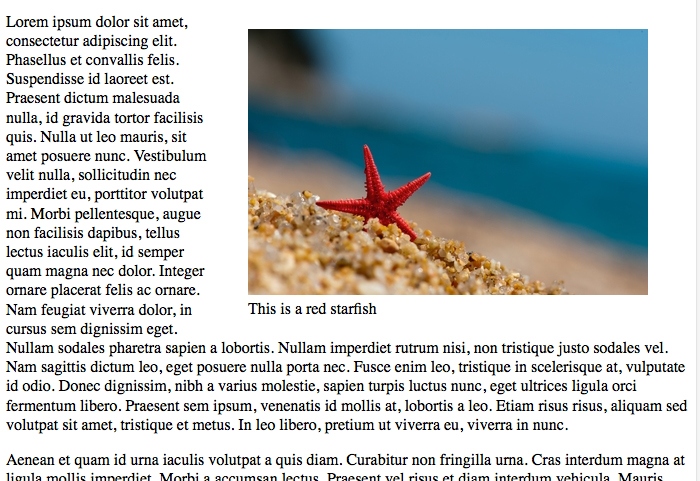 Lorem ipsum dolor sit amet,
consectetur adipiscing elit.
Phasellus et convallis felis.
Suspendisse id laoreet est.
Praesent dictum malesuada
nulla, id gravida tortor facilisis
quis. Nulla ut leo mauris, sit
amet posuere nunc. Vestibulum
velit nulla, sollicitudin nec
imperdiet eu, porttitor volutpat
mi. Morbi pellentesque, augue
non facilisis dapibus, tellus
lectus iaculis elit, id semper
quam magna nec dolor. Integer
ornare placerat felis ac ornare.
Nam feugiat viverra dolor, in
cursus sem dignissim eget.
This is a red starfish
Nullam sodales pharetra sapien a lobortis. Nullam imperdiet rutrum nisi, non tristique justo sodales vel.
Nam sagittis dictum leo, eget posuere nulla porta nec. Fusce enim leo, tristique in scelerisque at, vulputate
id odio. Donec dignissim, nibh a varius molestie, sapien turpis luctus nunc, eget ultrices ligula orci
fermentum libero. Praesent sem ipsum, venenatis id mollis at, lobortis a leo. Etiam risus risus, aliquam sed
volutpat sit amet, tristique et metus. In leo libero, pretium ut viverra eu, viverra in nunc.
Aenean et quam id urna iaculis volutpat a quis diam. Curabitur non fringilla urna. Cras interdum magna at
ligula mollis imperdiet. Morbi a accumsan lectus. Praesent vel risus et diam interdum vehicula. Mauris